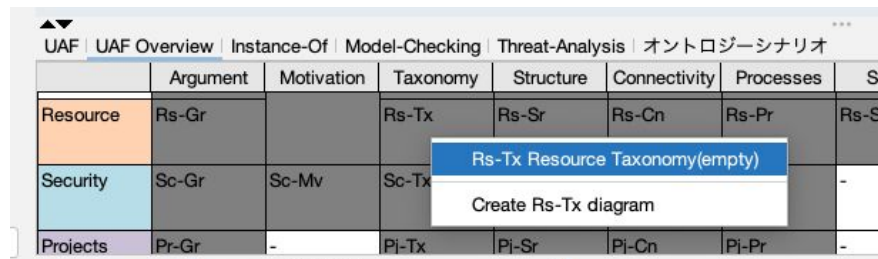 UAF UAF Overview Instance-Of Model-Checking Threat-Analysis オントロジーシナリオ
Argument Motivation Taxonomy Structure Connectivity Processes S
Resource Rs-Gr Rs-Tx Rs-Sr Rs-Cn Rs-Pr Rs-S
Rs-Tx Resource Taxonomy(empty)
Security Sc-Gr Sc-Mv Sc-Tx -
Create Rs-Tx diagram
Projects Pr-Gr - Pj-Tx Pj-Sr Pj-Cn Pj-Pr -